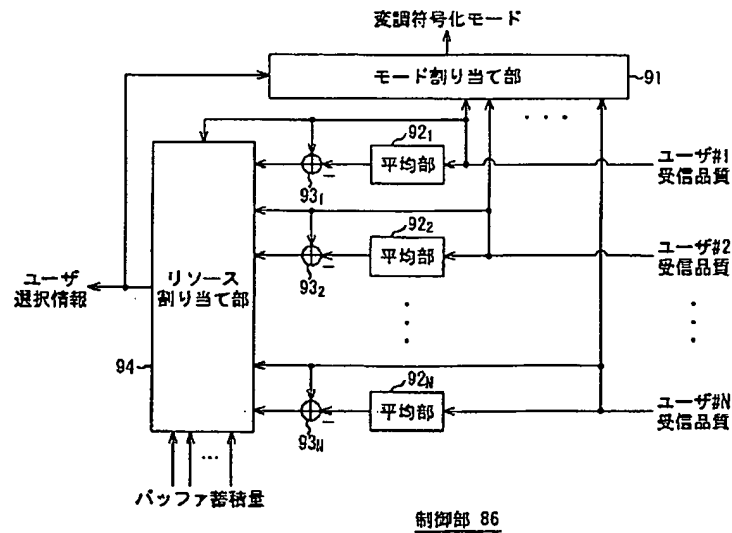 変調符号化モード
モード割り当て部
91
・・・
92₁
平均部
93₁
ユーザ#1
受信品質
92₂
平均部
93₂
ユーザ#2
受信品質
ユーザ
選択情報
リソース
割り当て部
94
92N
平均部
93N
ユーザ#N
受信品質
バッファ蓄積量
制御部 86